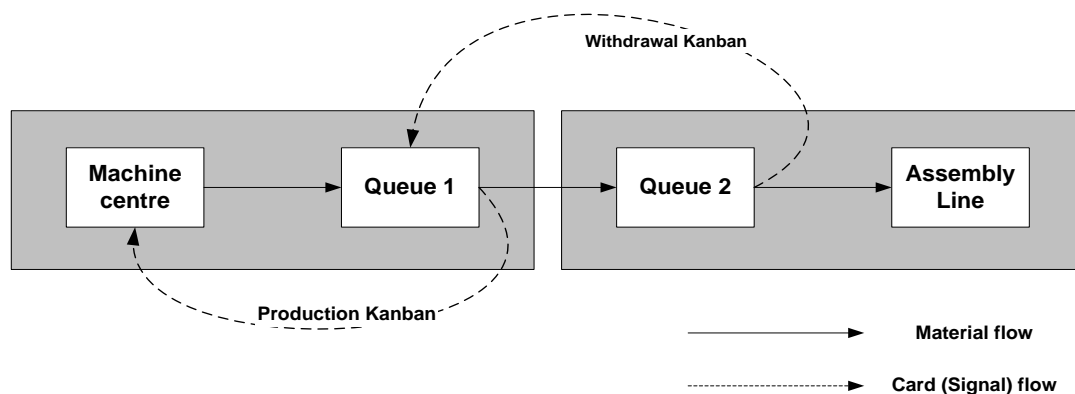 Withdrawal Kanban
Machine
centre
Queue 1
Queue 2
Assembly
Line
Production Kanban
Material flow
Card (Signal) flow